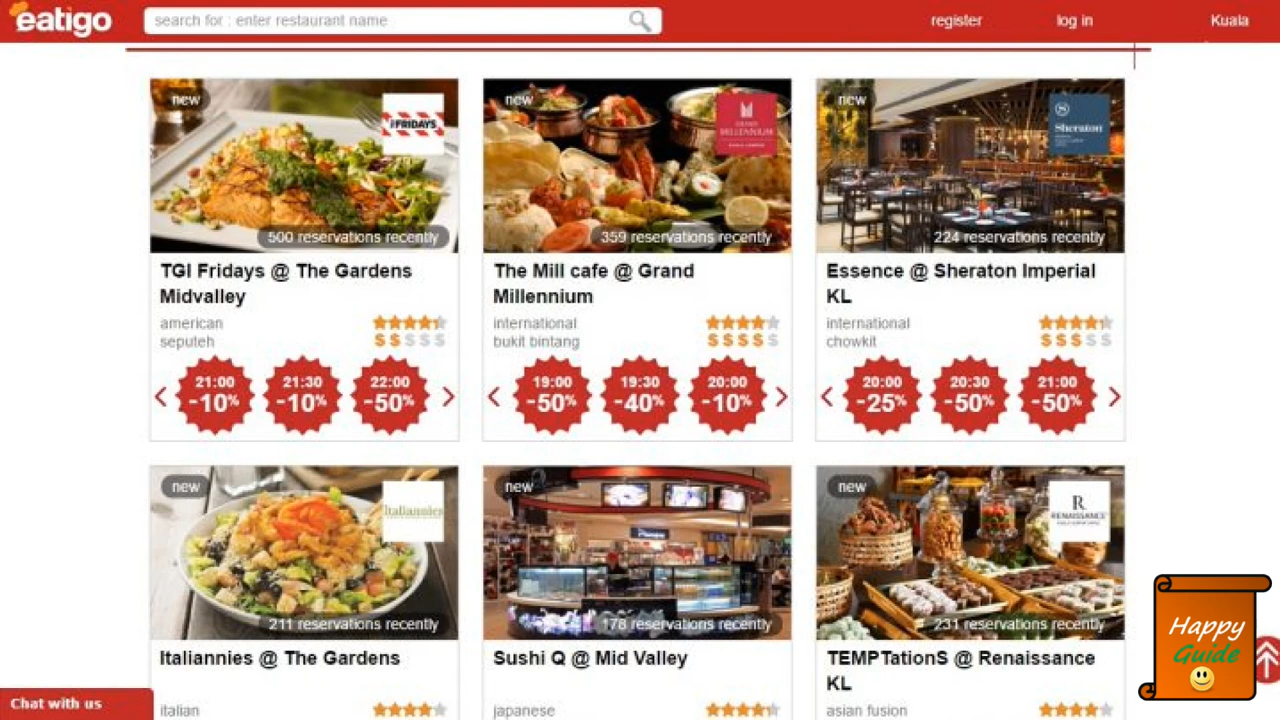 eatigo
search for : enter restaurant name
register
log in
Kuala
new
FRIDAYS
500 reservations recently
TGI Fridays @ The Gardens
Midvalley
american
seputeh
$ $ $ $ $
21:00
-10%
21:30
-10%
22:00
-50%
new
GRAND
MILLENNIUM
359 reservations recently
The Mill cafe @ Grand
Millennium
international
bukit bintang
$ $ $ $ $
19:00
-50%
19:30
-40%
20:00
-10%
new
Sheraton
224 reservations recently
Essence @ Sheraton Imperial
KL
international
chowkit
$ $ $ $ $
20:00
-25%
20:30
-50%
21:00
-50%
new
Italiannies
211 reservations recently
Italiannies @ The Gardens
italian
new
178 reservations recently
Sushi Q @ Mid Valley
japanese
new
R
RENAISSANCE
231 reservations recently
TEMPTationS @ Renaissance
KL
asian fusion
Happy
Guide
Chat with us